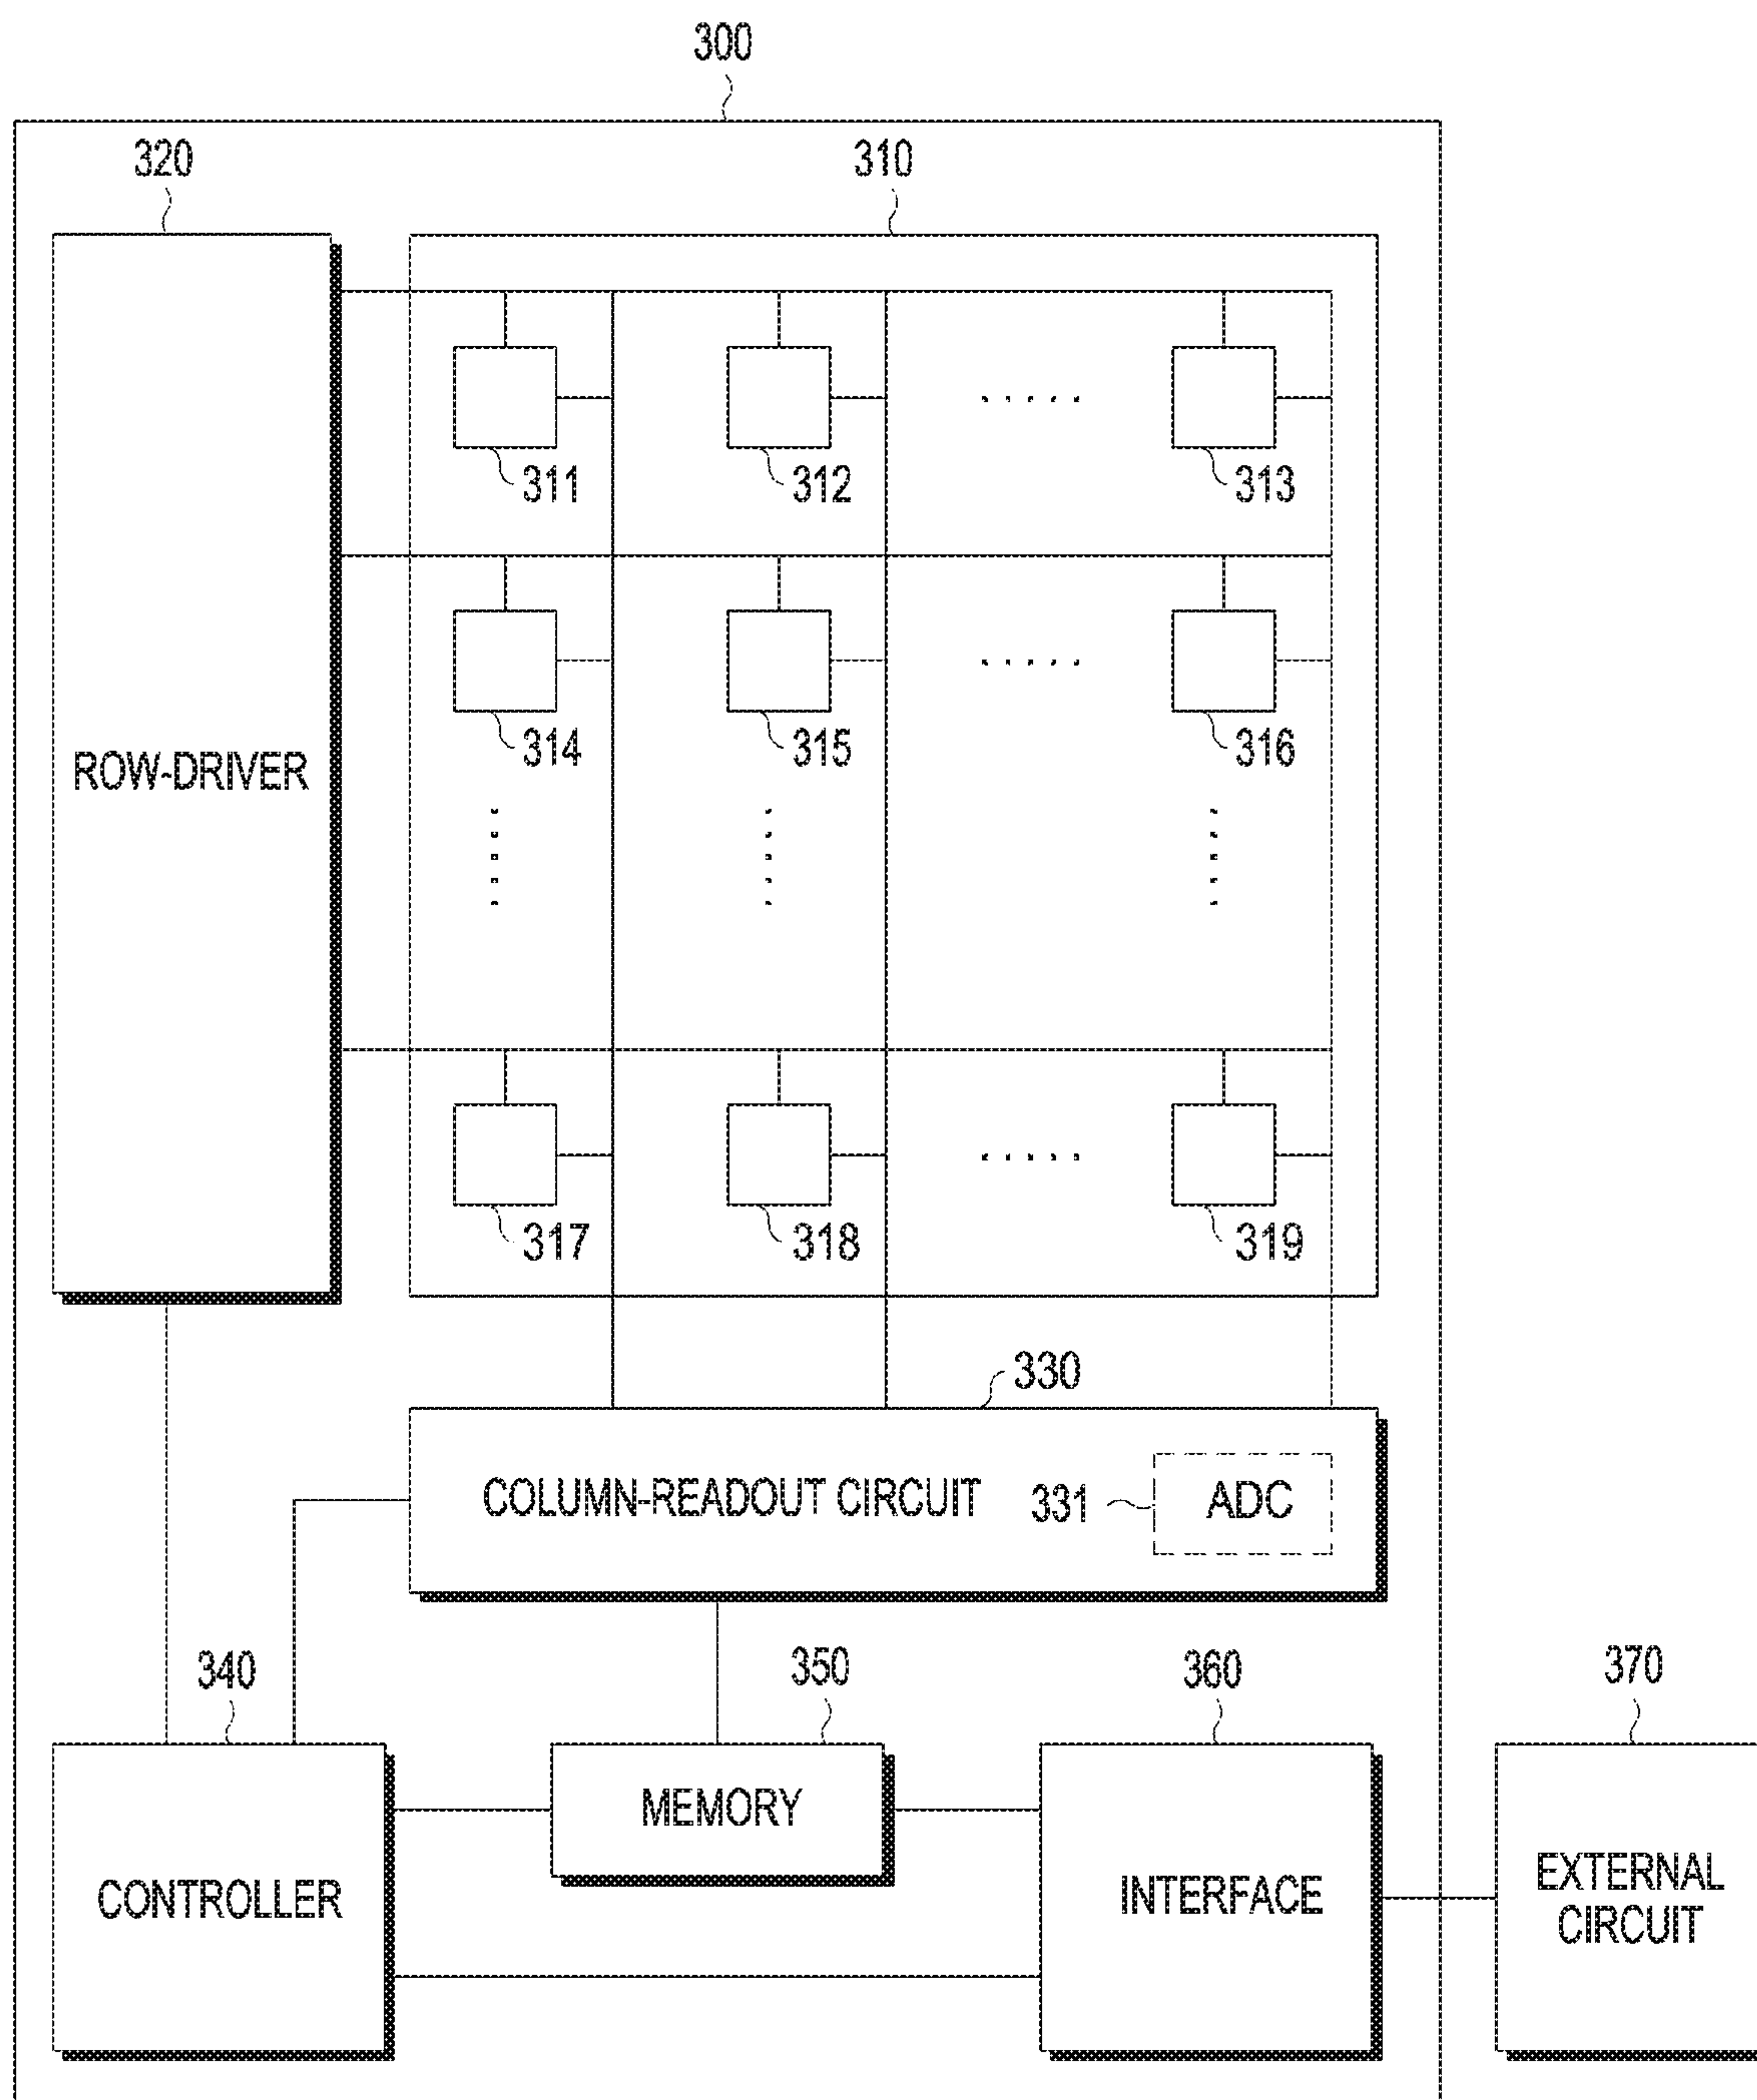 300
320
310
311
312
313
314
315
316
ROW-DRIVER
317
318
319
330
COLUMN-READOUT CIRCUIT
331
ADC
340
350
360
370
MEMORY
CONTROLLER
INTERFACE
EXTERNAL
CIRCUIT